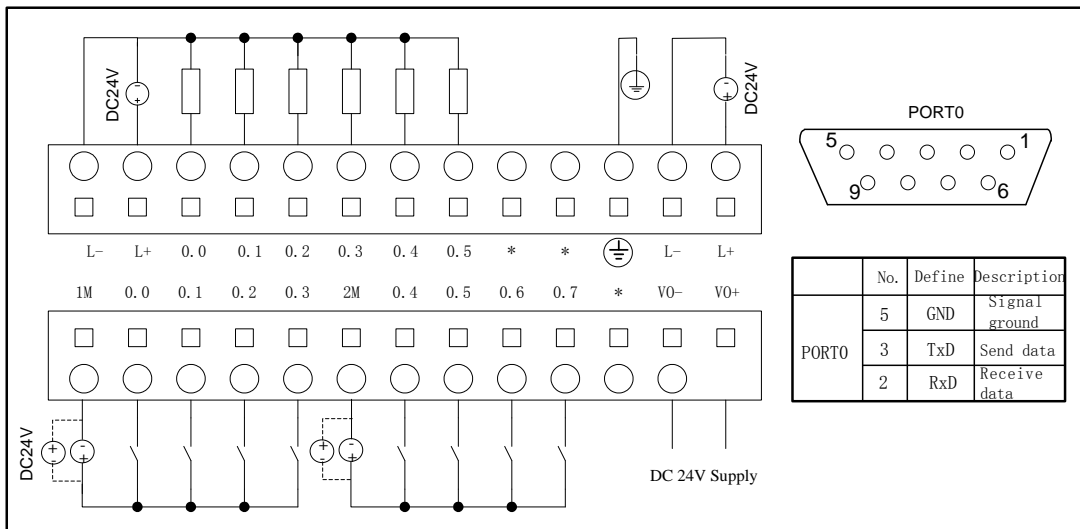 DC24V
DC24V
L- L+ 0.0 0.1 0.2 0.3 0.4 0.5 * * L- L+
1M 0.0 0.1 0.2 0.3 2M 0.4 0.5 0.6 0.7 * VO- VO+
DC24V
DC 24V Supply
PORT0
5 1
9 6
No. Define Description
PORT0
5 GND Signal ground
3 TxD Send data
2 RxD Receive data